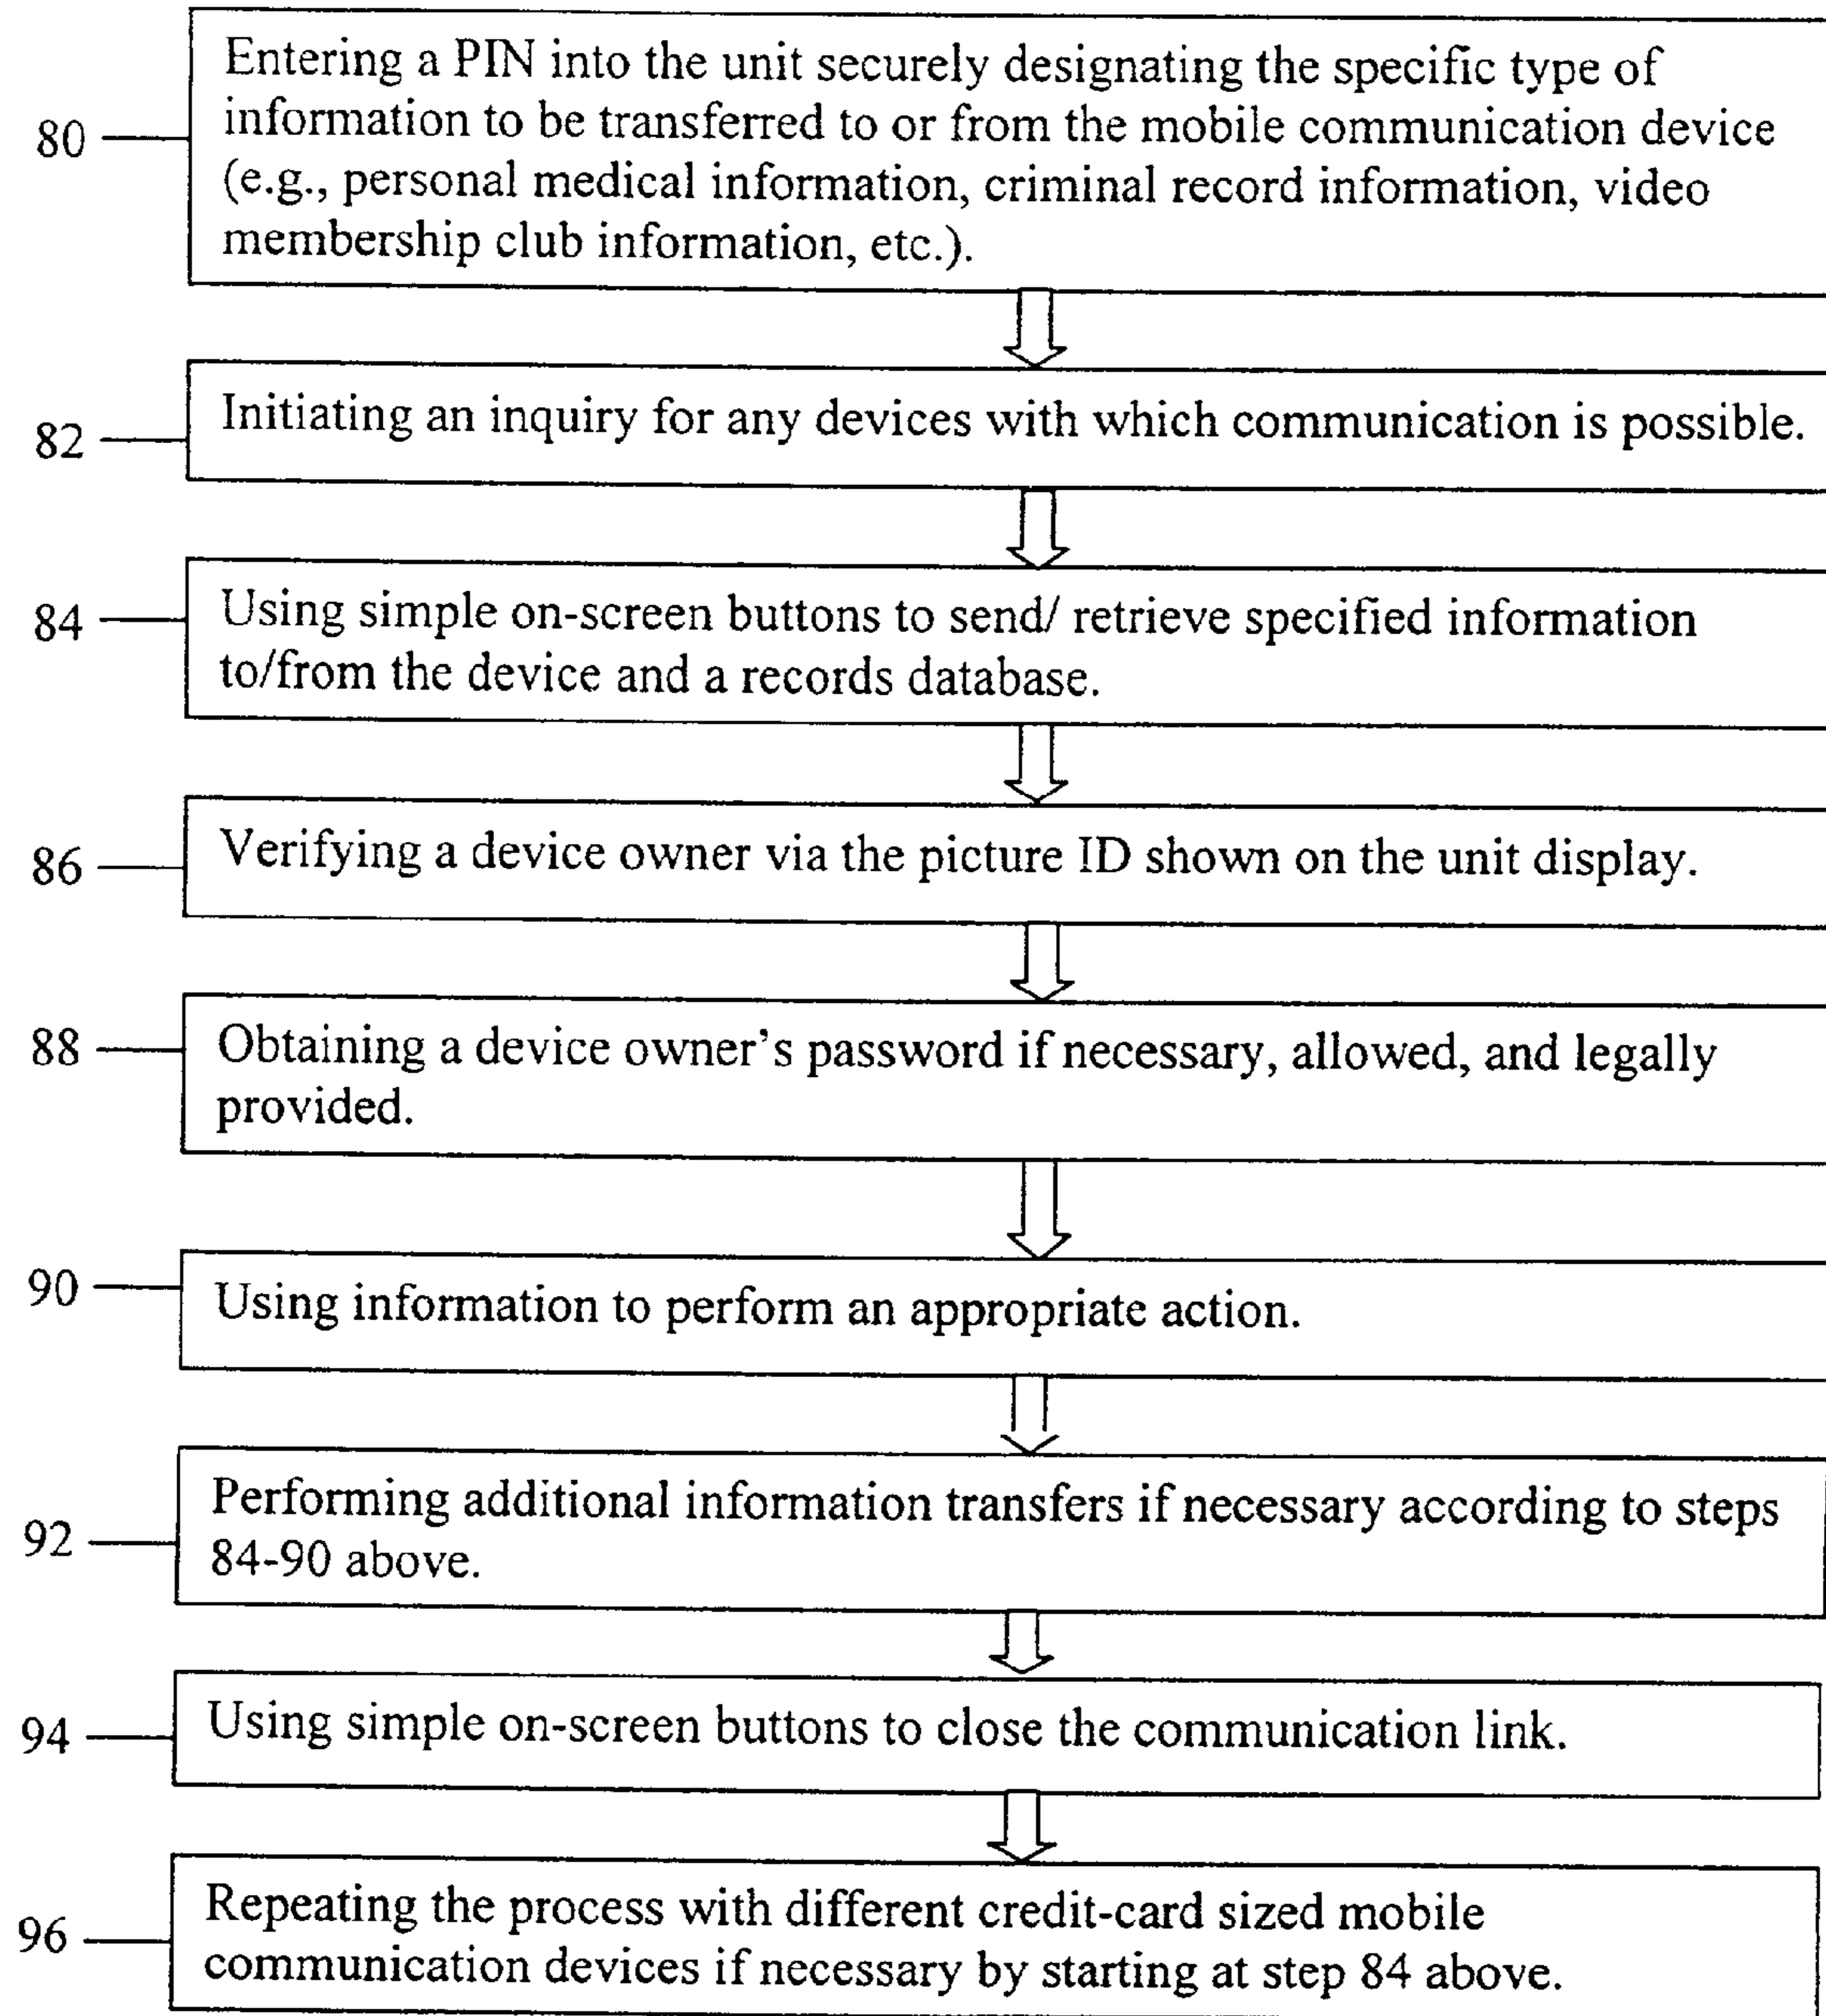 Entering a PIN into the unit securely designating the specific type of
information to be transferred to or from the mobile communication device
80
(e.g., personal medical information, criminal record information, video
membership club information, etc.).
Initiating an inquiry for any devices with which communication is possible.
82
Using simple on-screen buttons to send/ retrieve specified information
84
to/from the device and a records database.
Verifying a device owner via the picture ID shown on the unit display.
86
Obtaining a device owner's password if necessary, allowed, and legally
88
provided.
90
Using information to perform an appropriate action.
Performing additional information transfers if necessary according to steps
92
84-90 above.
Using simple on-screen buttons to close the communication link.
94
Repeating the process with different credit-card sized mobile
96
communication devices if necessary by starting at step 84 above.